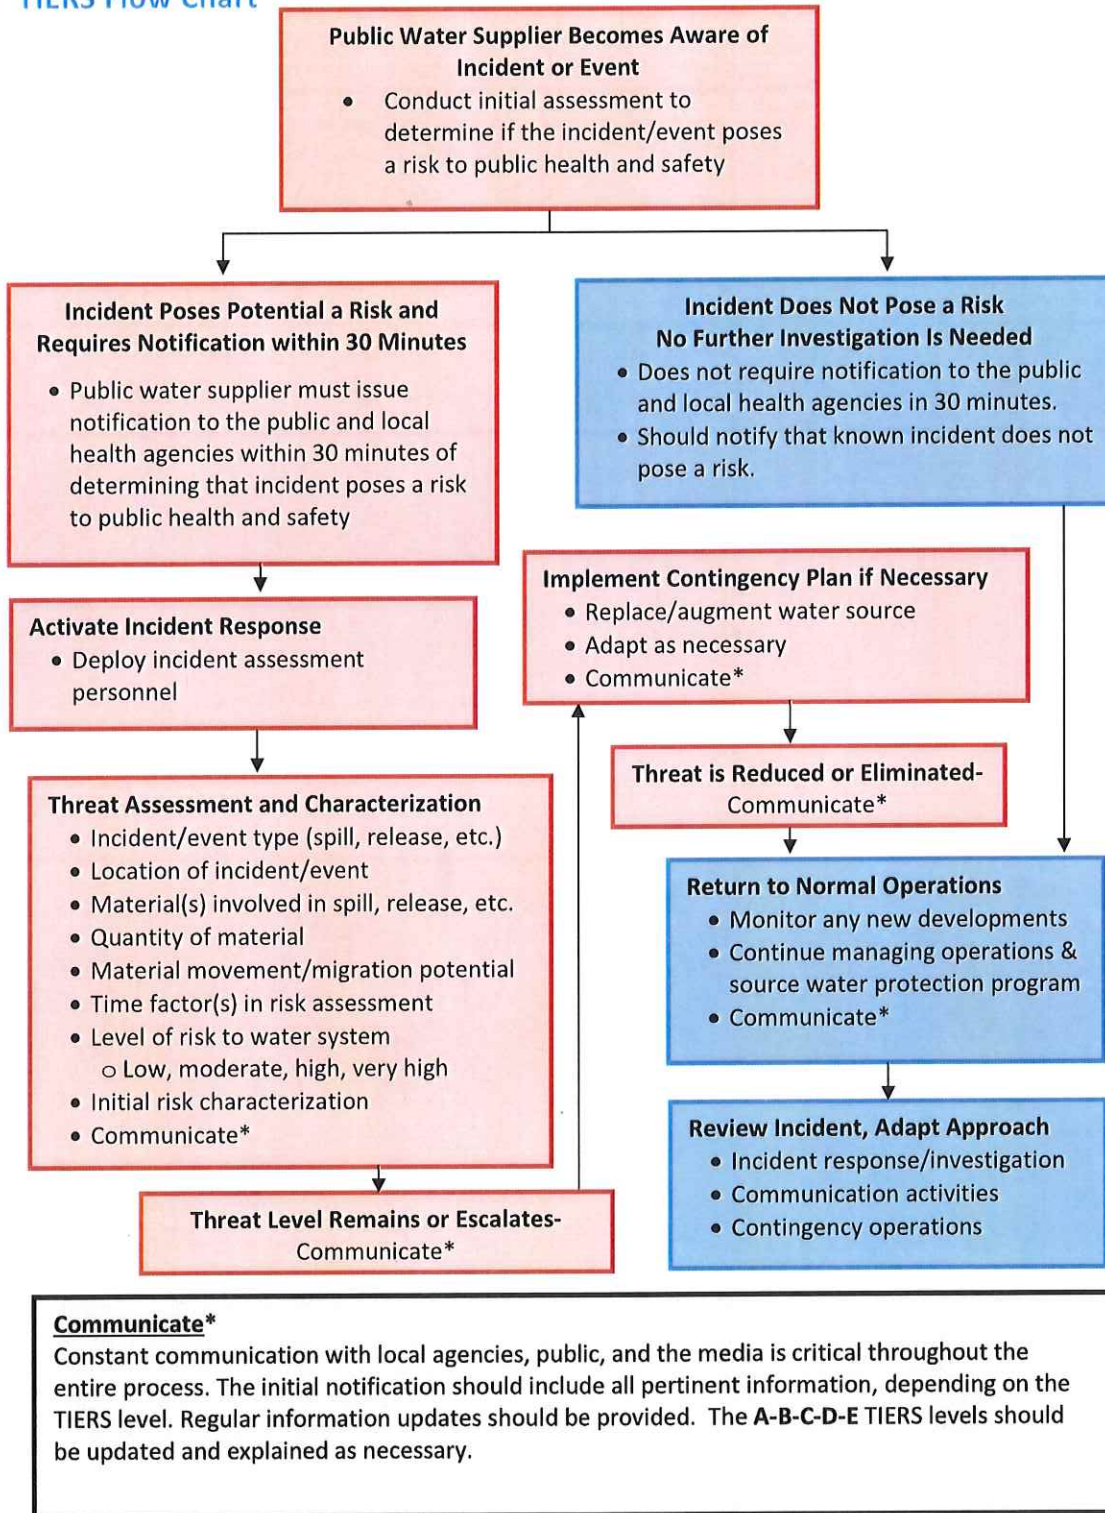 TIERS Flow Chart
Public Water Supplier Becomes Aware of
Incident or Event
• Conduct initial assessment to
determine if the incident/event poses
a risk to public health and safety
Incident Poses Potential a Risk and
Requires Notification within 30 Minutes
• Public water supplier must issue
notification to the public and local
health agencies within 30 minutes of
determining that incident poses a risk
to public health and safety
Incident Does Not Pose a Risk
No Further Investigation Is Needed
• Does not require notification to the public
and local health agencies in 30 minutes.
• Should notify that known incident does not
pose a risk.
Activate Incident Response
• Deploy incident assessment
personnel
Threat Assessment and Characterization
• Incident/event type (spill, release, etc.)
• Location of incident/event
• Material(s) involved in spill, release, etc.
• Quantity of material
• Material movement/migration potential
• Time factor(s) in risk assessment
• Level of risk to water system
o Low, moderate, high, very high
• Initial risk characterization
• Communicate*
Threat Level Remains or Escalates-
Communicate*
Implement Contingency Plan if Necessary
• Replace/augment water source
• Adapt as necessary
• Communicate*
Threat is Reduced or Eliminated-
Communicate*
Return to Normal Operations
• Monitor any new developments
• Continue managing operations &
source water protection program
• Communicate*
Review Incident, Adapt Approach
• Incident response/investigation
• Communication activities
• Contingency operations
Communicate*
Constant communication with local agencies, public, and the media is critical throughout the
entire process. The initial notification should include all pertinent information, depending on the
TIERS level. Regular information updates should be provided. The A-B-C-D-E TIERS levels should
be updated and explained as necessary.